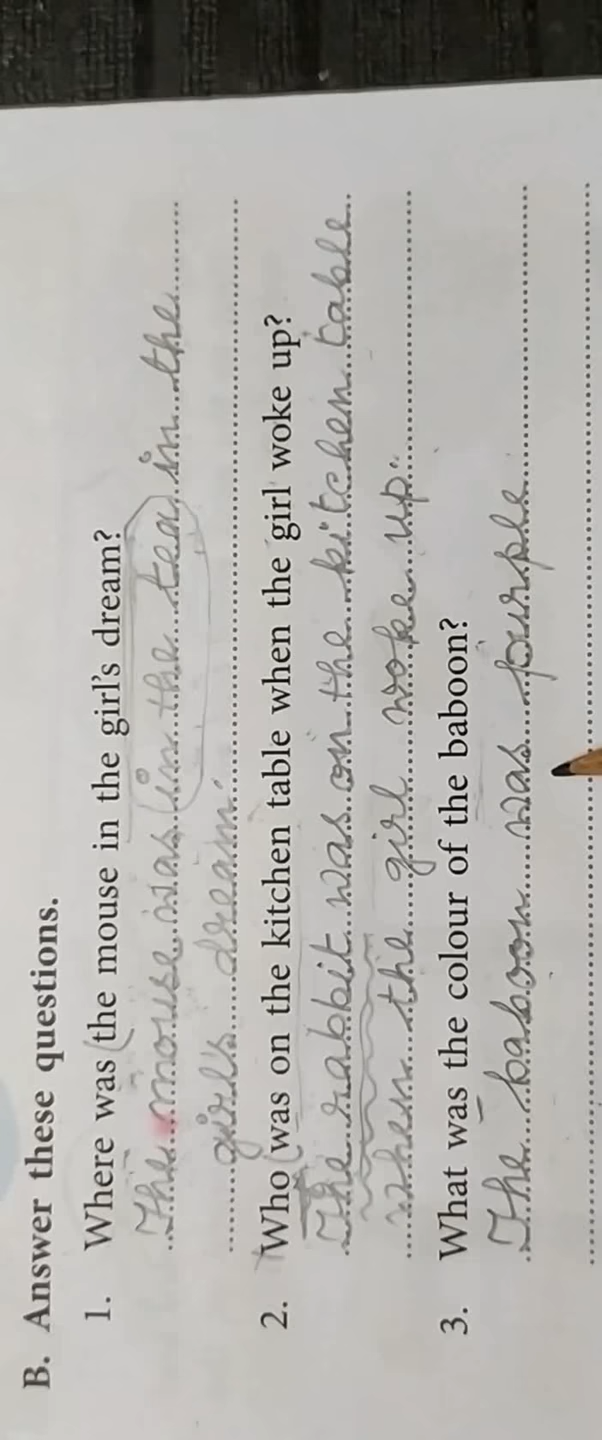 B. Answer these questions.
1. Where was the mouse in the girl's dream?
The mouse was in the tea in the
girl's dream.
2. Who was on the kitchen table when the girl woke up?
The rabbit was on the kitchen table
when the girl woke up.
3. What was the colour of the baboon?
The baboon was purple